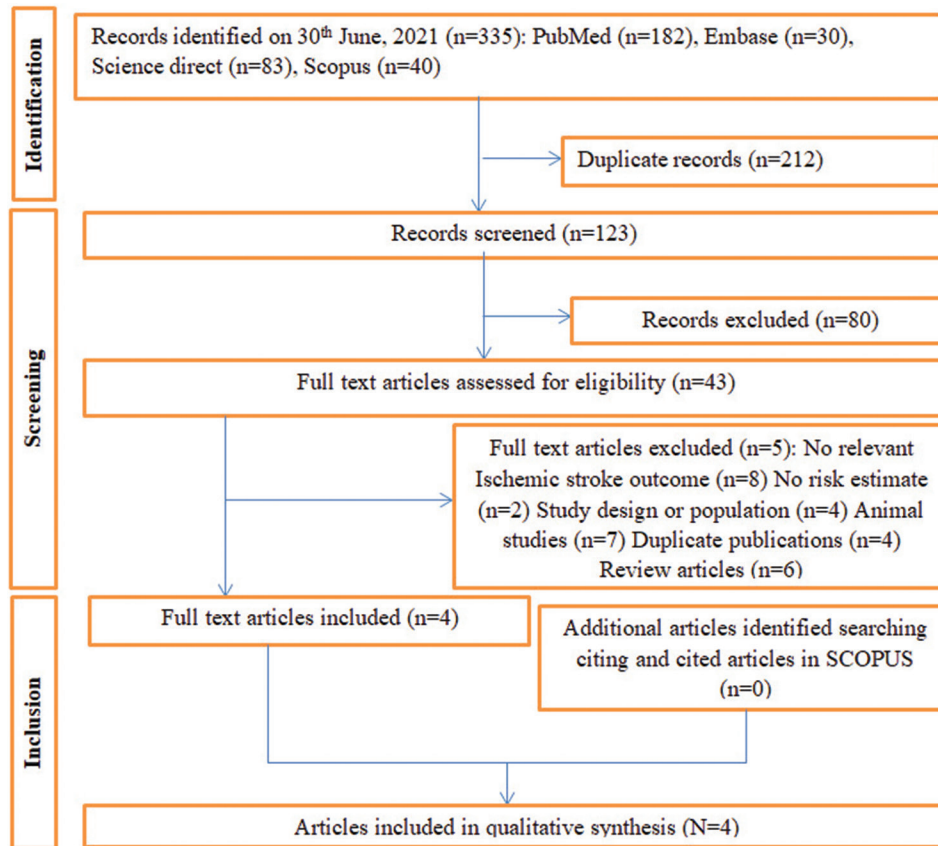 Identification
Records identified on 30th June, 2021 (n=335): PubMed (n=182), Embase (n=30),
Science direct (n=83), Scopus (n=40)
Duplicate records (n=212)
Screening
Records screened (n=123)
Records excluded (n=80)
Full text articles assessed for eligibility (n=43)
Full text articles excluded (n=5): No relevant
Ischemic stroke outcome (n=8) No risk estimate
(n=2) Study design or population (n=4) Animal
studies (n=7) Duplicate publications (n=4)
Review articles (n=6)
Inclusion
Full text articles included (n=4)
Additional articles identified searching
citing and cited articles in SCOPUS
(n=0)
Articles included in qualitative synthesis (N=4)